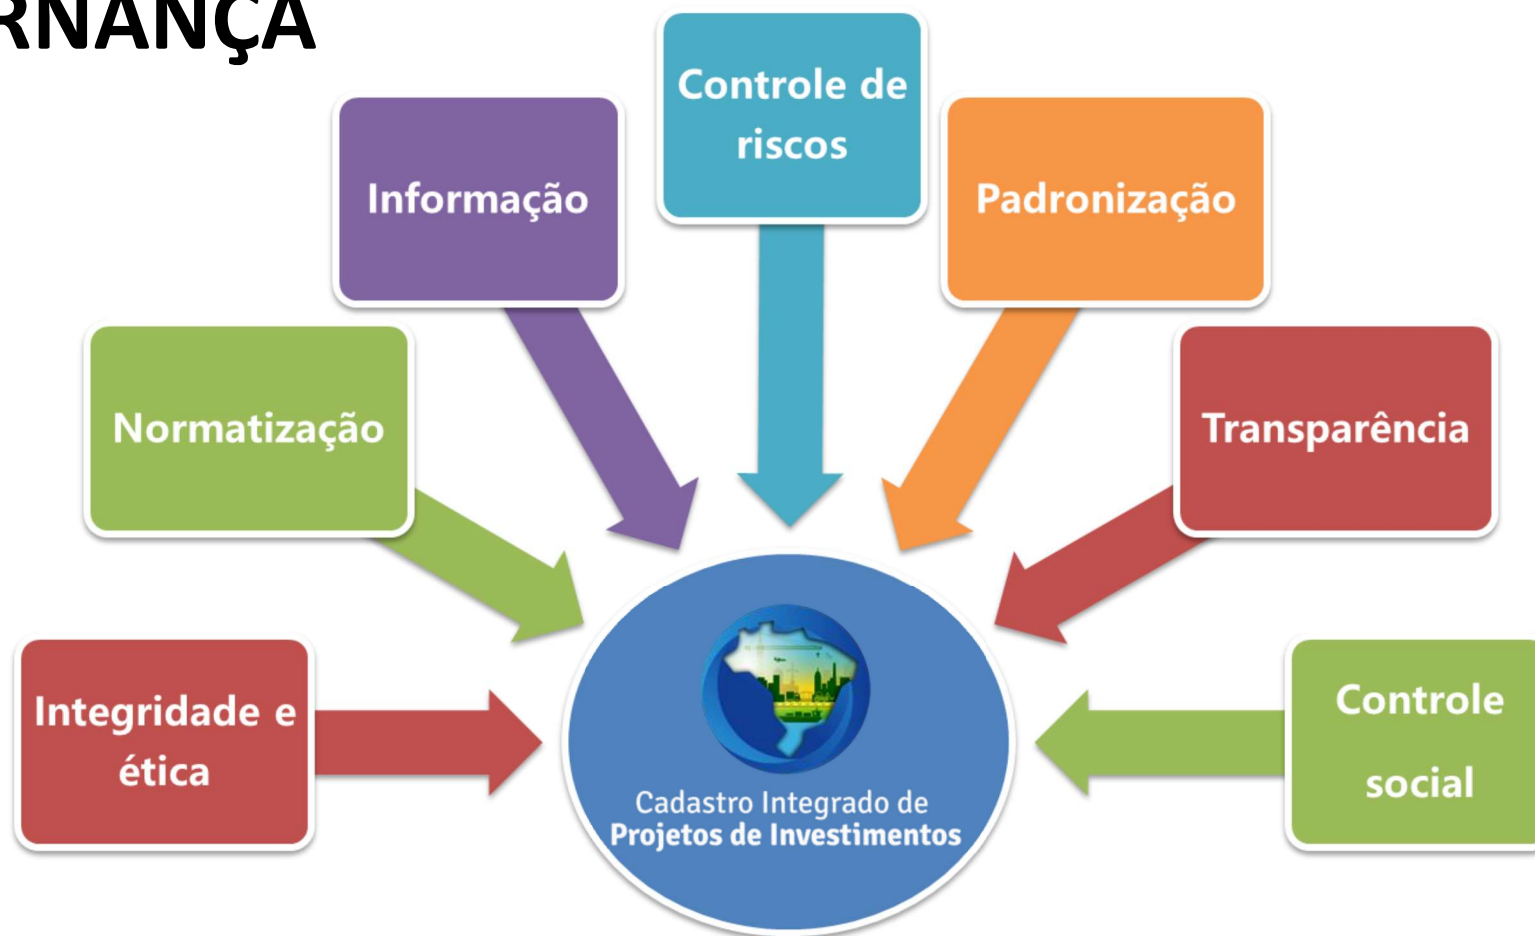 RNANÇA
Controle de
riscos
Informação
Padronização
Normatização
Transparência
Integridade e
ética
Controle
social
Cadastro Integrado de
Projetos de Investimentos